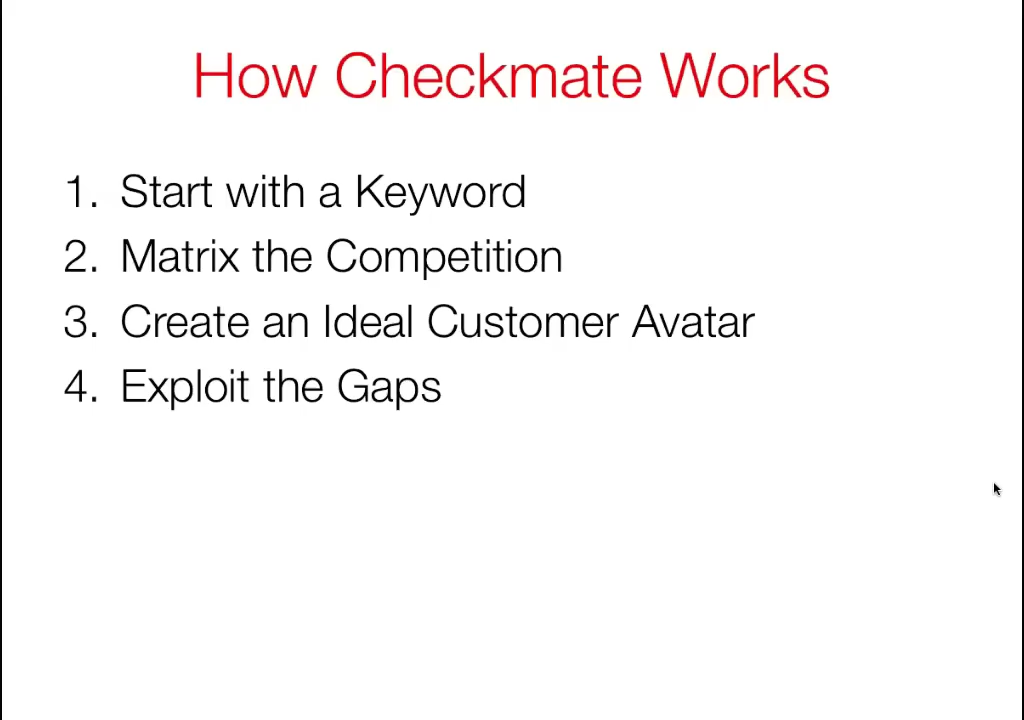 How Checkmate Works
1. Start with a Keyword
2. Matrix the Competition
3. Create an Ideal Customer Avatar
4. Exploit the Gaps